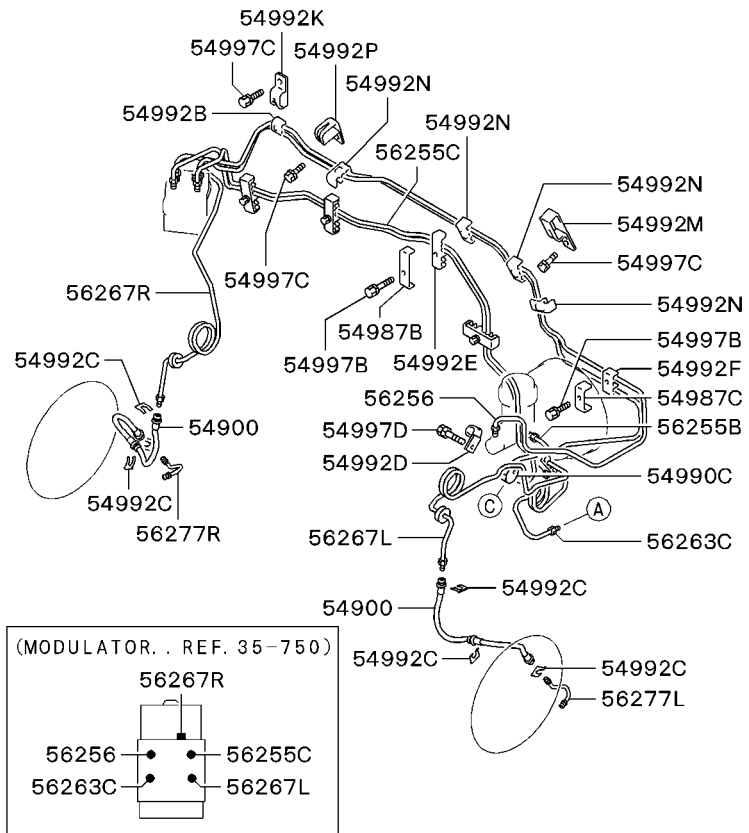 54992K
54997C
54992P
54992N
54992B
54992N
56255C
54992N
54992M
54997C
54997C
56267R
54992N
54987B
54997B
54997B
54992E
54992F
54992C
56256
54987C
54900
54997D
56255B
54992D
54992C
54990C
C
A
56277R
56267L
56263C
54992C
54900
(MODULATOR.. REF. 35-750)
54992C
54992C
56267R
56277L
56256
56255C
56263C
56267L